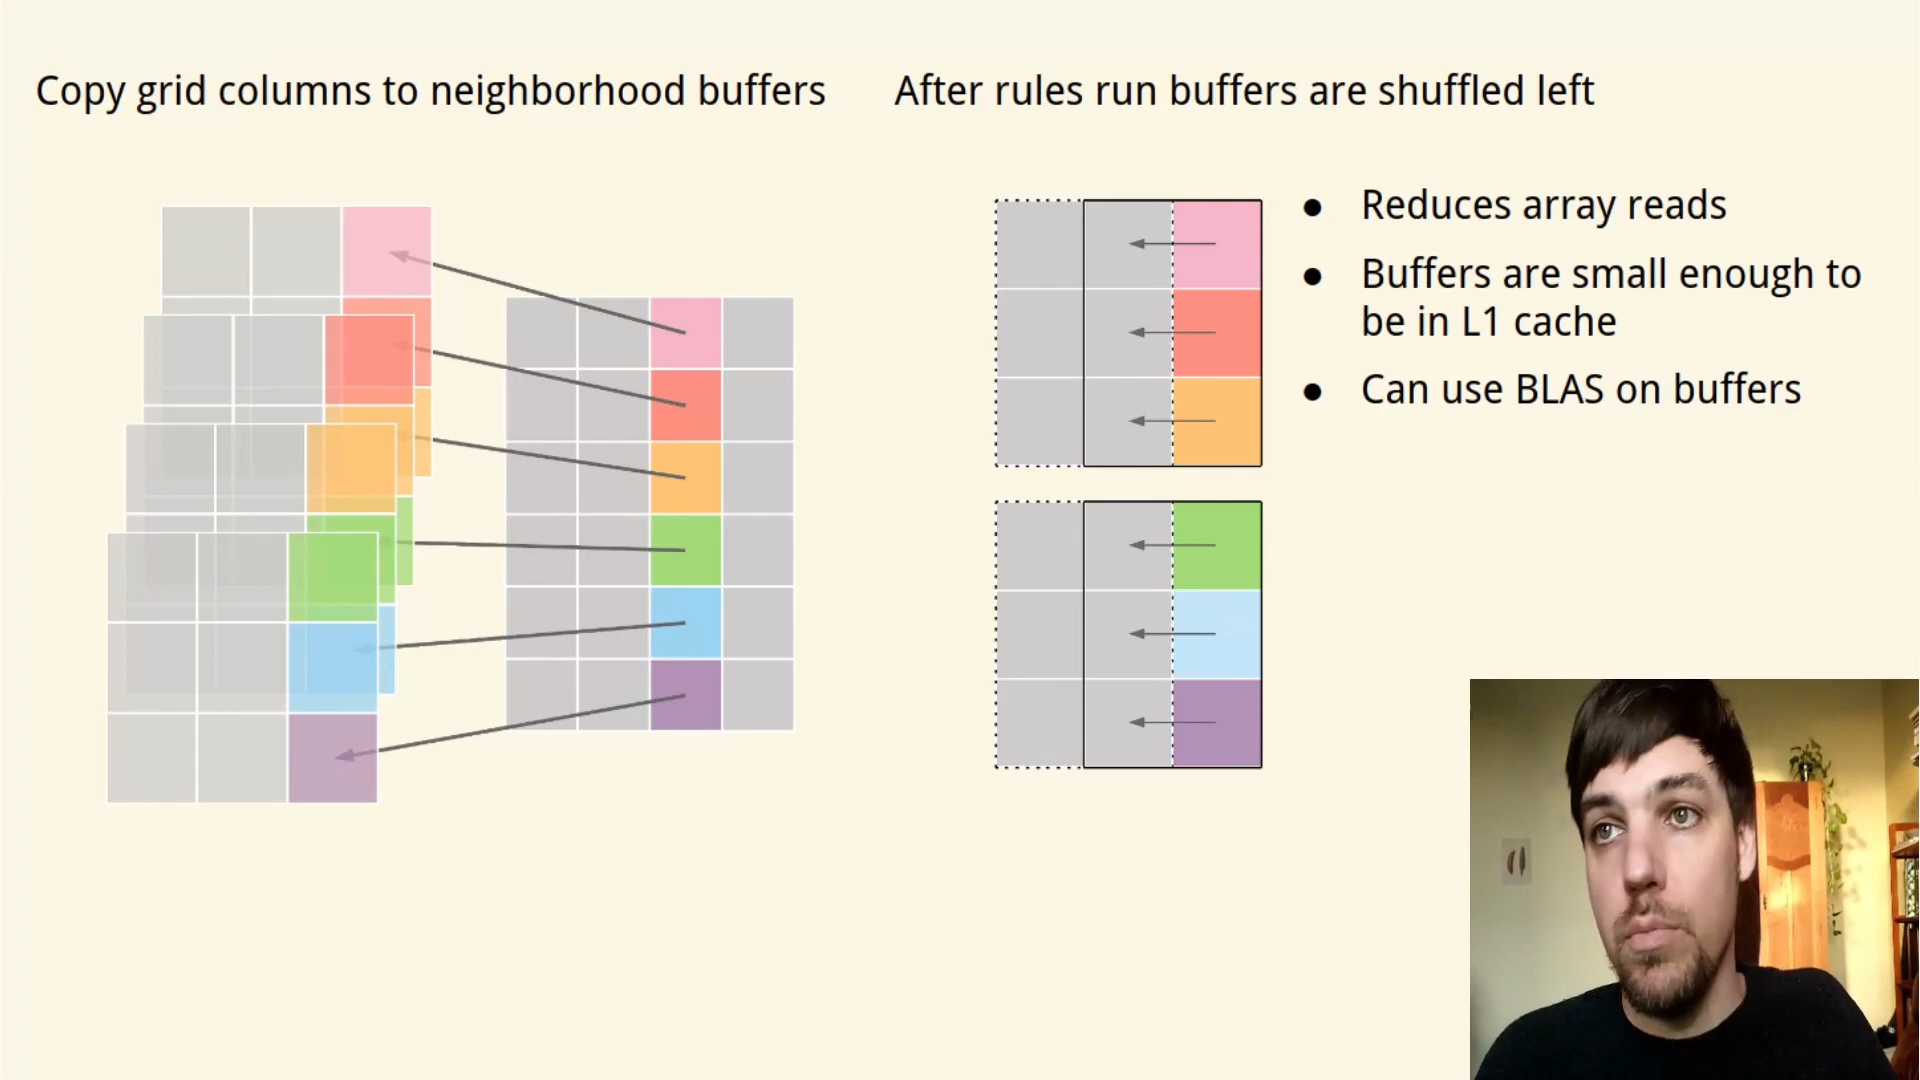 Copy grid columns to neighborhood buffers
After rules run buffers are shuffled left
● Reduces array reads
● Buffers are small enough to
be in L1 cache
● Can use BLAS on buffers